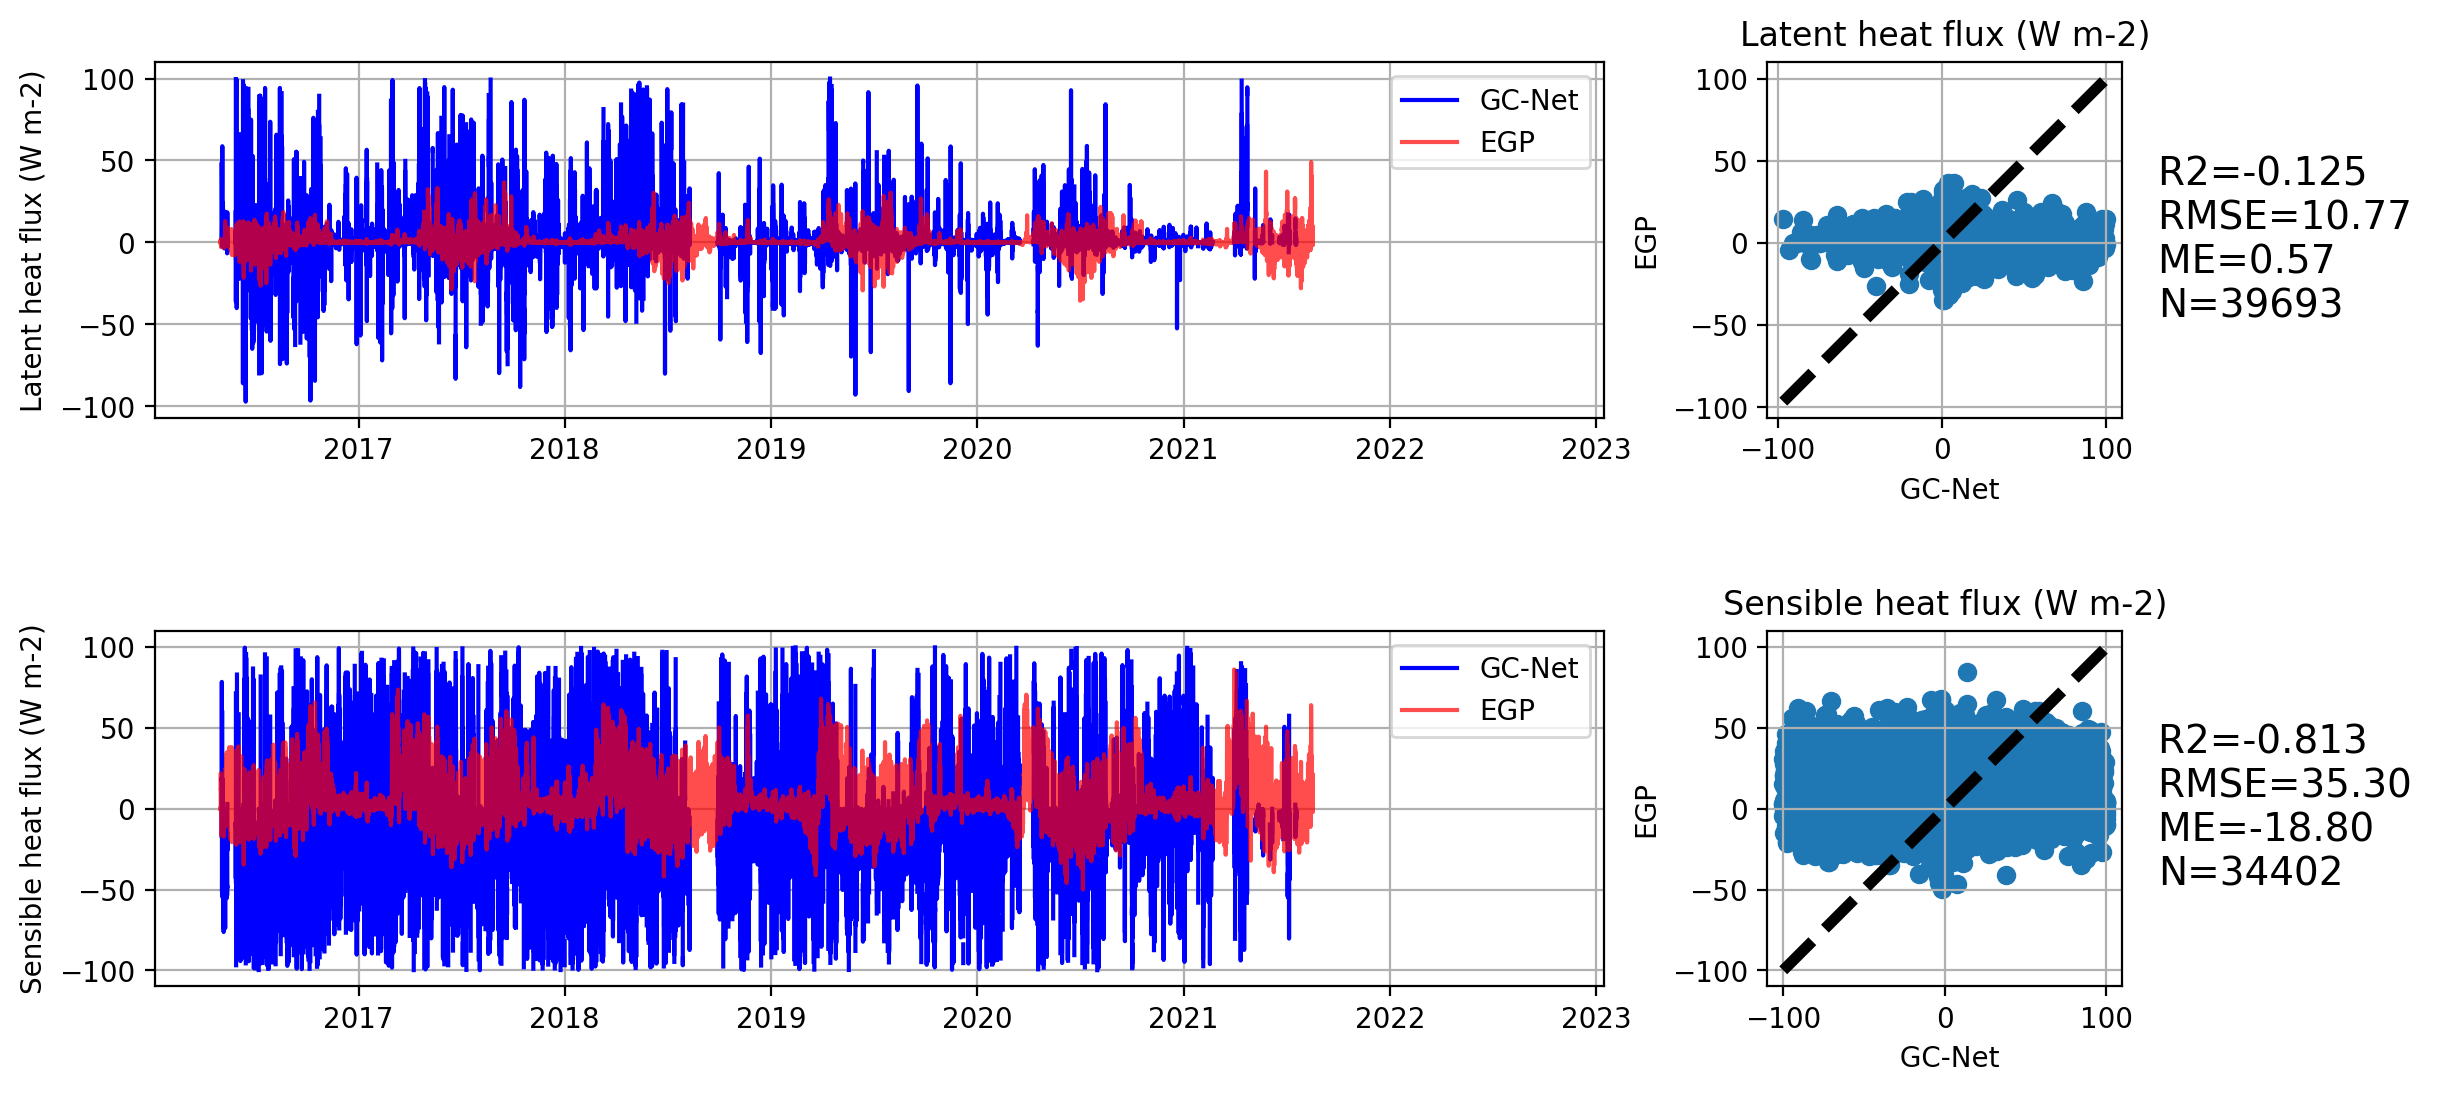 Latent heat flux (W m-2)
100
50
0
−50
−100
2017
2018
2019
2020
2021
2022
2023
GC-Net
EGP
Latent heat flux (W m-2)
EGP
100
50
0
−50
−100
−100
0
100
GC-Net
R2=-0.125
RMSE=10.77
ME=0.57
N=39693
Sensible heat flux (W m-2)
100
50
0
−50
−100
2017
2018
2019
2020
2021
2022
2023
GC-Net
EGP
Sensible heat flux (W m-2)
EGP
100
50
0
−50
−100
−100
0
100
GC-Net
R2=-0.813
RMSE=35.30
ME=-18.80
N=34402